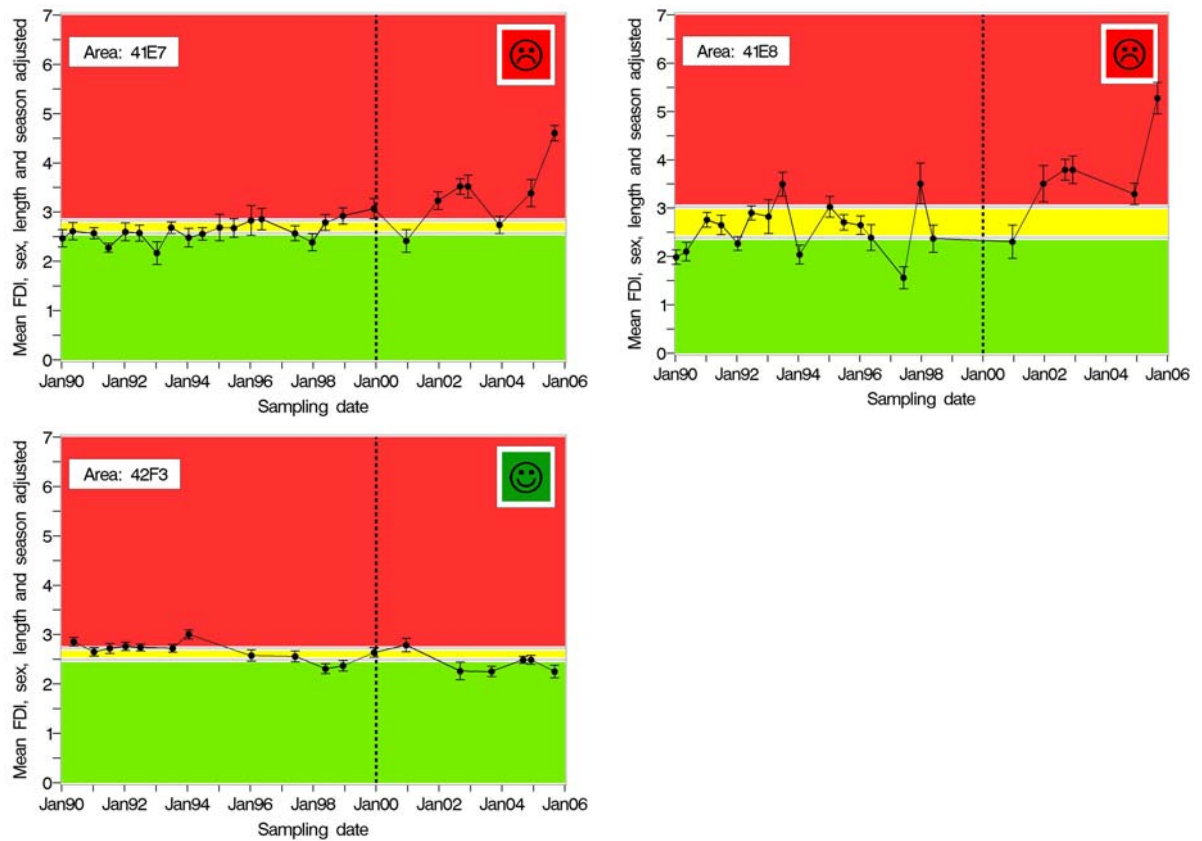 Mean FDI, sex, length and season adjusted
7
6
5
4
3
2
1
0
Area: 41E7
Jan90 Jan92 Jan94 Jan96 Jan98 Jan00 Jan02 Jan04 Jan06
Sampling date
Mean FDI, sex, length and season adjusted
7
6
5
4
3
2
1
0
Area: 41E8
Jan90 Jan92 Jan94 Jan96 Jan98 Jan00 Jan02 Jan04 Jan06
Sampling date
Mean FDI, sex, length and season adjusted
7
6
5
4
3
2
1
0
Area: 42F3
Jan90 Jan92 Jan94 Jan96 Jan98 Jan00 Jan02 Jan04 Jan06
Sampling date